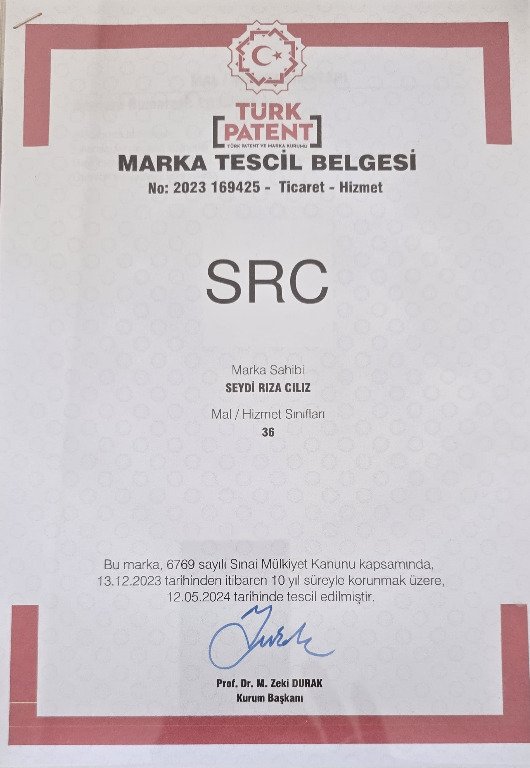 TÜRK
PATENT
TÜRK PATENT VE MARKA KURUMU
MARKA TESCİL BELGESİ
No: 2023 169425 - Ticaret - Hizmet
SRC
Marka Sahibi
SEYDİ RIZA CILIZ
Mal / Hizmet Sınıfları
36
Bu marka, 6769 sayılı Sınai Mülkiyet Kanunu kapsamında,
13.12.2023 tarihinden itibaren 10 yıl süreyle korunmak üzere,
12.05.2024 tarihinde tescil edilmiştir.
Prof. Dr. M. Zeki DURAK
Kurum Başkanı